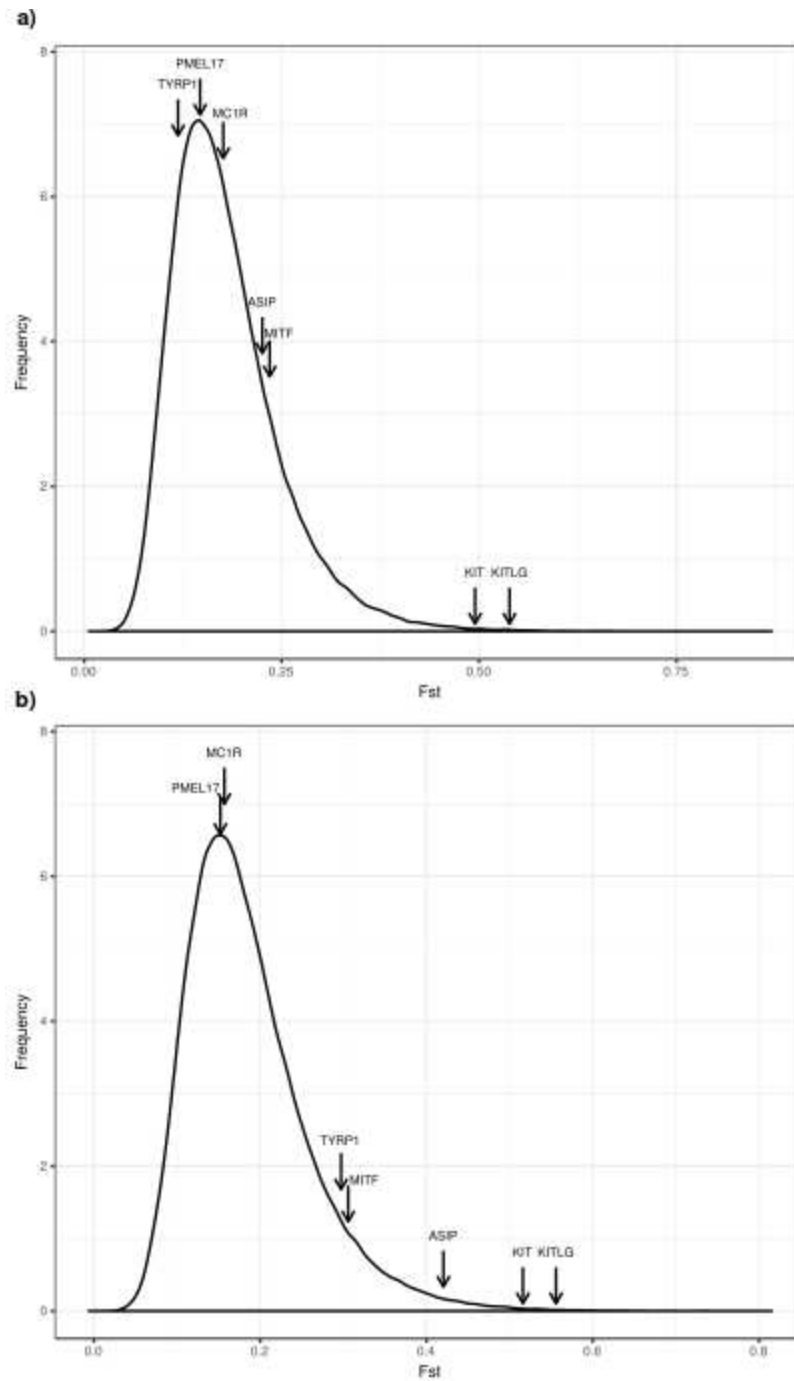 a)
8
PMEL17
TYRP1
MC1R
6
ASIP
4
MITF
Frequency
2
KIT KITLG
0
0.00 0.25 0.50 0.75
Fst
b)
8
MC1R
PMEL17
6
Frequency
4
TYRP1
2
MITF
ASIP
KIT KITLG
0
0.0 0.2 0.4 0.6 0.8
Fst